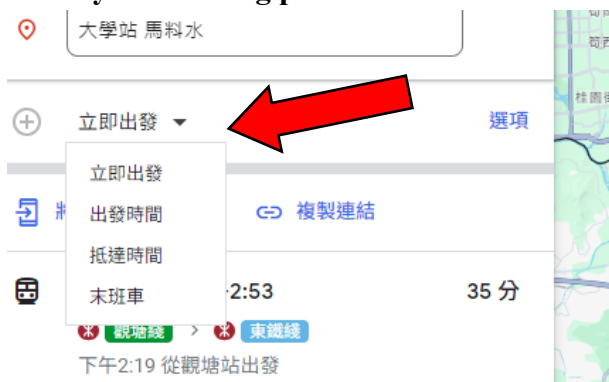 大學站 馬料水
立即出發
選項
立即出發
出發時間
複製連結
抵達時間
末班車
2:53
35 分
觀塘綫 > 東鐵綫
下午2:19 從觀塘站出發